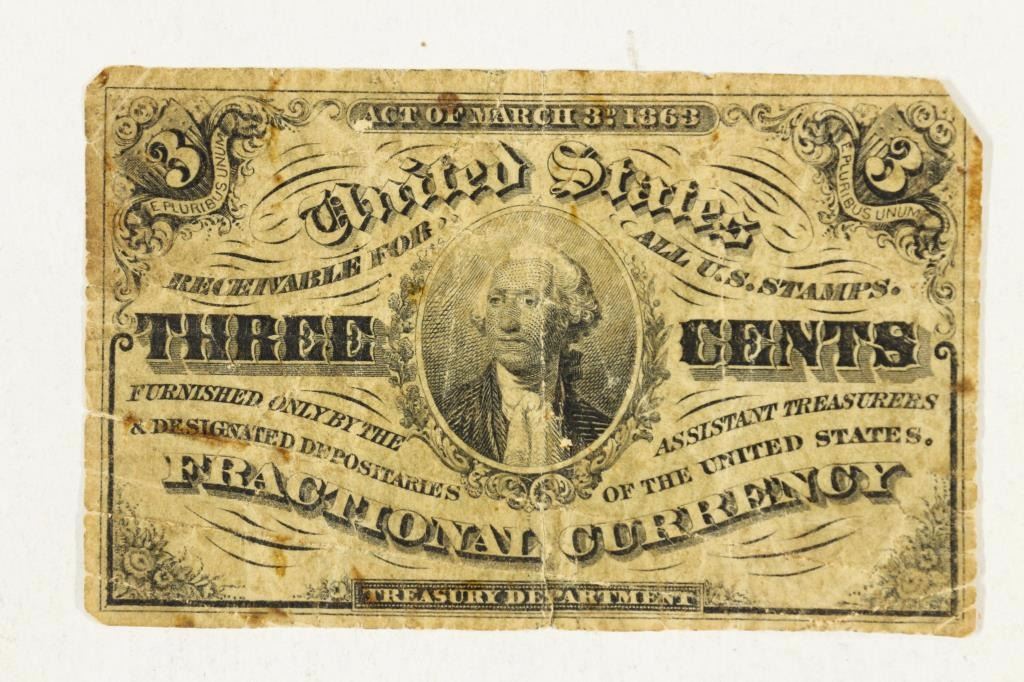 ACT OF MARCH 3D. 1863
3
E PLURIBUS UNUM
3
E PLURIBUS UNUM
United States
RECEIVABLE FOR ALL U.S. STAMPS.
THREE CENTS
FURNISHED ONLY BY THE ASSISTANT TREASURERS
& DESIGNATED DEPOSITARIES OF THE UNITED STATES.
FRACTIONAL CURRENCY
TREASURY DEPARTMENT